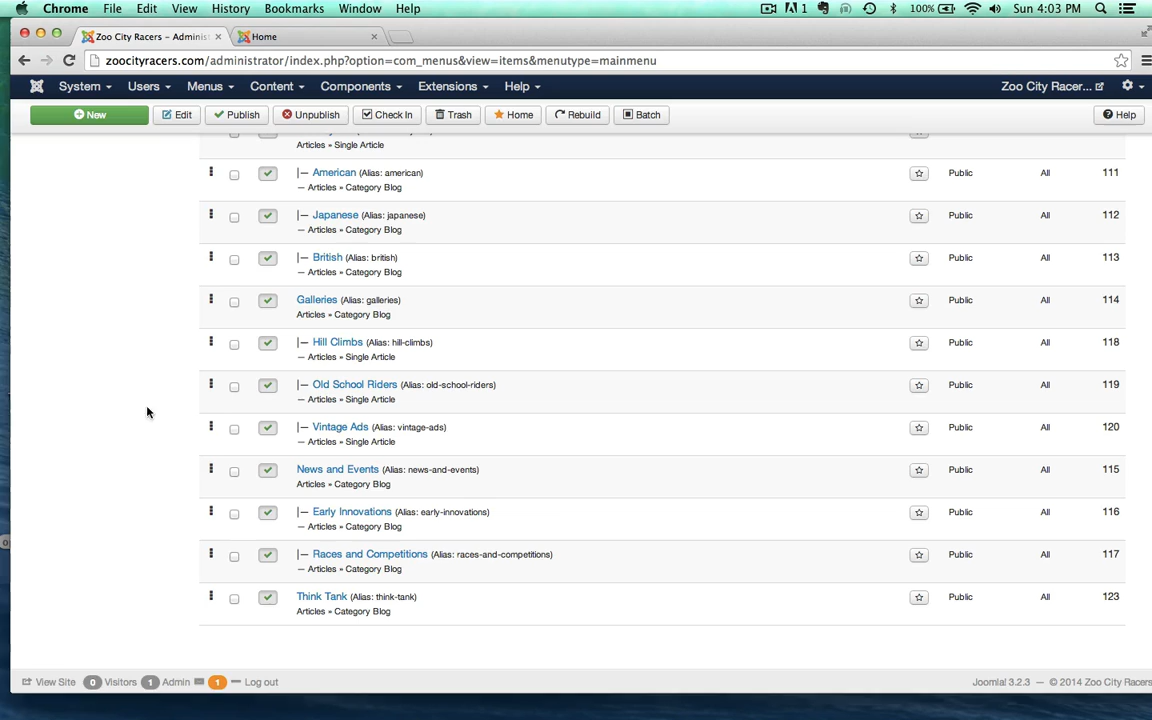 Chrome File Edit View History Bookmarks Window Help 1 100% Sun 4:03 PM
Zoo City Racers – Administ Home
zoocityracers.com/administrator/index.php?option=com_menus&view=items&menutype=mainmenu
System Users Menus Content Components Extensions Help Zoo City Racer...
New Edit Publish Unpublish Check In Trash Home Rebuild Batch Help
Articles » Single Article
|— American (Alias: american) Public All 111
— Articles » Category Blog
|— Japanese (Alias: japanese) Public All 112
— Articles » Category Blog
|— British (Alias: british) Public All 113
— Articles » Category Blog
Galleries (Alias: galleries) Public All 114
Articles » Category Blog
|— Hill Climbs (Alias: hill-climbs) Public All 118
— Articles » Single Article
|— Old School Riders (Alias: old-school-riders) Public All 119
— Articles » Single Article
|— Vintage Ads (Alias: vintage-ads) Public All 120
— Articles » Single Article
News and Events (Alias: news-and-events) Public All 115
Articles » Category Blog
|— Early Innovations (Alias: early-innovations) Public All 116
— Articles » Category Blog
|— Races and Competitions (Alias: races-and-competitions) Public All 117
— Articles » Category Blog
Think Tank (Alias: think-tank) Public All 123
Articles » Category Blog
View Site 0 Visitors 1 Admin 1 Log out Joomla! 3.2.3 — © 2014 Zoo City Racers